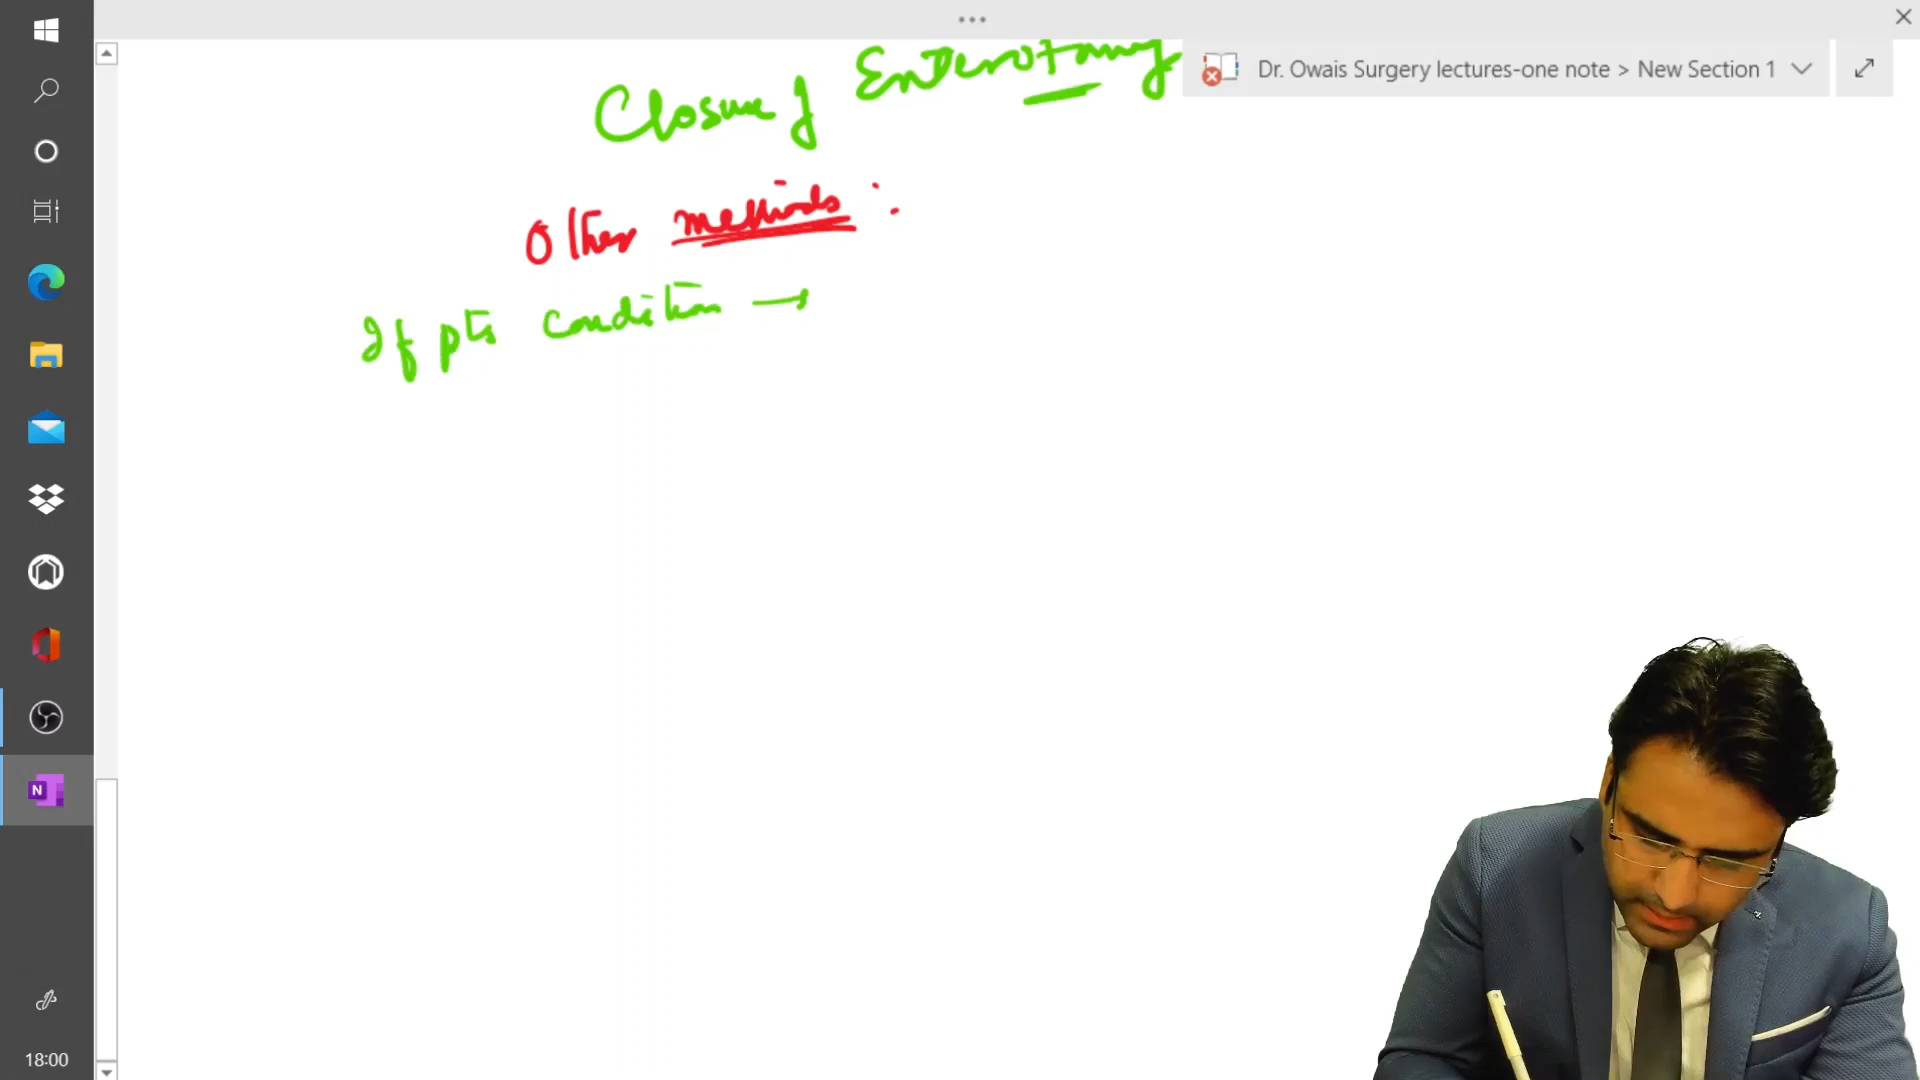 Dr. Owais Surgery lectures-one note > New Section 1
Closure of Enterotomy
Other methods :
If pts condition →
N
18:00